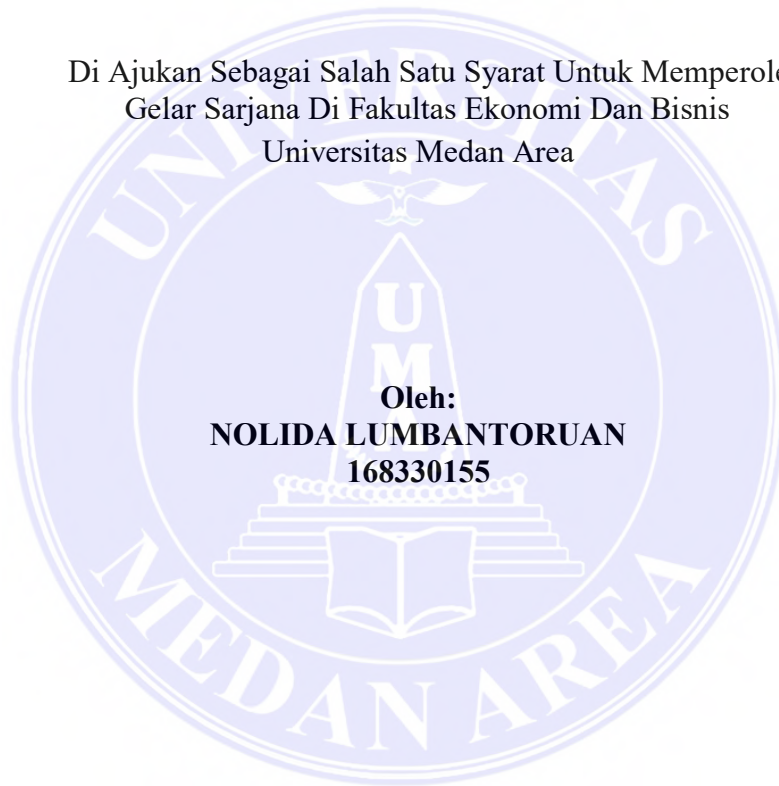 Di Ajukan Sebagai Salah Satu Syarat Untuk Memperole
Gelar Sarjana Di Fakultas Ekonomi Dan Bisnis
Universitas Medan Area
UNIVERSITAS
U
M
A
Oleh:
NOLIDA LUMBANTORUAN
168330155
MEDAN AREA